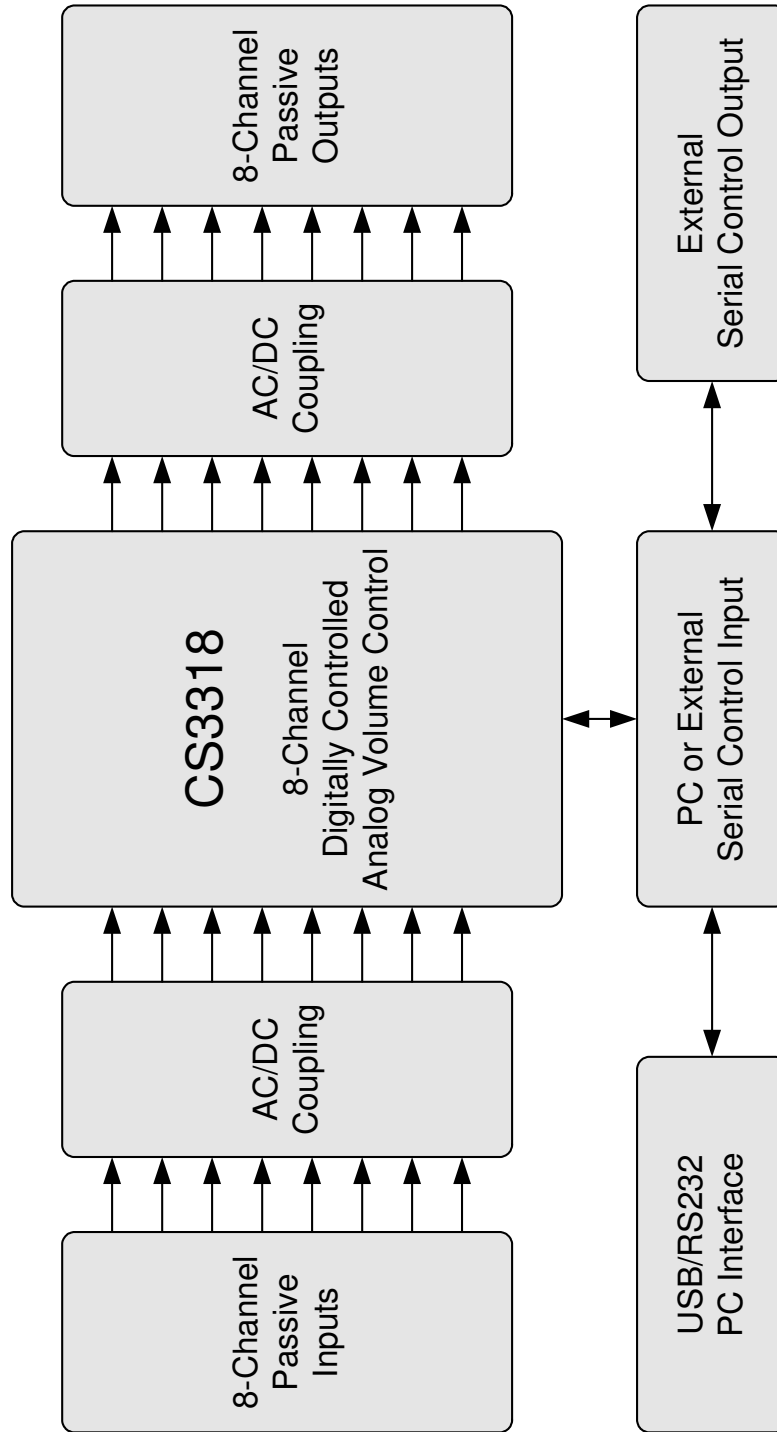 8-Channel
Passive
Inputs
AC/DC
Coupling
CS3318
8-Channel
Digitally Controlled
Analog Volume Control
AC/DC
Coupling
8-Channel
Passive
Outputs
USB/RS232
PC Interface
PC or External
Serial Control Input
External
Serial Control Output